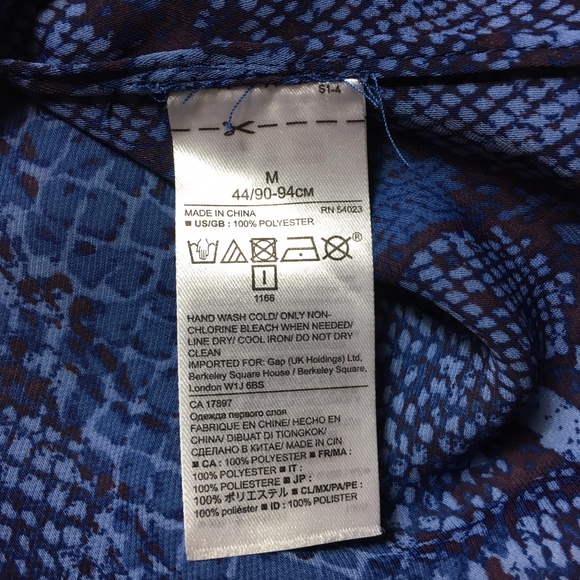 S1-4
M
44/90-94CM
MADE IN CHINA RN 54023
■ US/GB : 100% POLYESTER
®
1166
HAND WASH COLD/ ONLY NON-
CHLORINE BLEACH WHEN NEEDED/
LINE DRY/ COOL IRON/ DO NOT DRY
CLEAN
IMPORTED FOR: Gap (UK Holdings) Ltd,
Berkeley Square House / Berkeley Square,
London W1J 6BS
CA 17897
Одежда первого слоя
FABRIQUE EN CHINE/ HECHO EN
CHINA/ DIBUAT DI TIONGKOK/
СДЕЛАНО В КИТАЕ/ MADE IN CIN
■ CA : 100% POLYESTER ■ FR/MA :
100% POLYESTER ■ IT :
100% POLIESTERE ■ JP :
100% ポリエステル ■ CL/MX/PA/PE :
100% poliéster ■ ID : 100% POLISTER